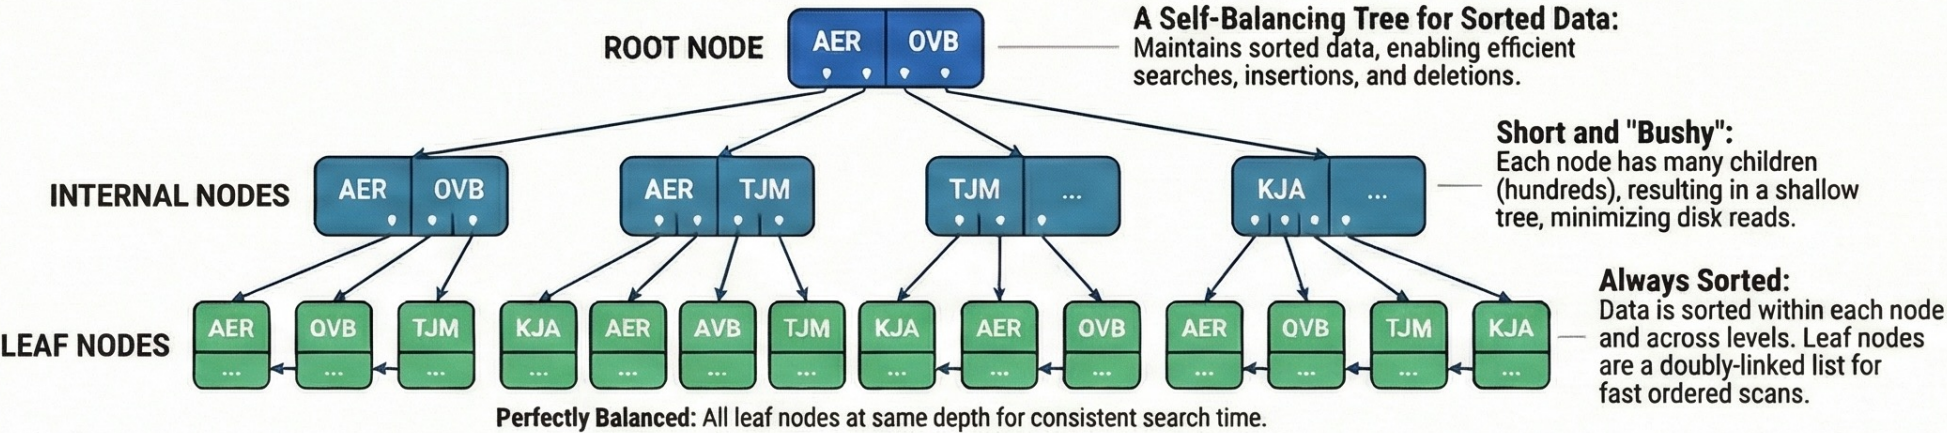 A Self-Balancing Tree for Sorted Data:
ROOT NODE
AER OVB
Maintains sorted data, enabling efficient
searches, insertions, and deletions.
Short and "Bushy":
Each node has many children
(hundreds), resulting in a shallow
tree, minimizing disk reads.
INTERNAL NODES
AER OVB
AER TJM
TJM ...
KJA ...
Always Sorted:
Data is sorted within each node
and across levels. Leaf nodes
are a doubly-linked list for
fast ordered scans.
LEAF NODES
AER OVB TJM KJA AER AVB TJM KJA AER OVB AER OVB TJM KJA
... ... ... ... ... ... ... ... ... ... ... ... ... ...
Perfectly Balanced: All leaf nodes at same depth for consistent search time.